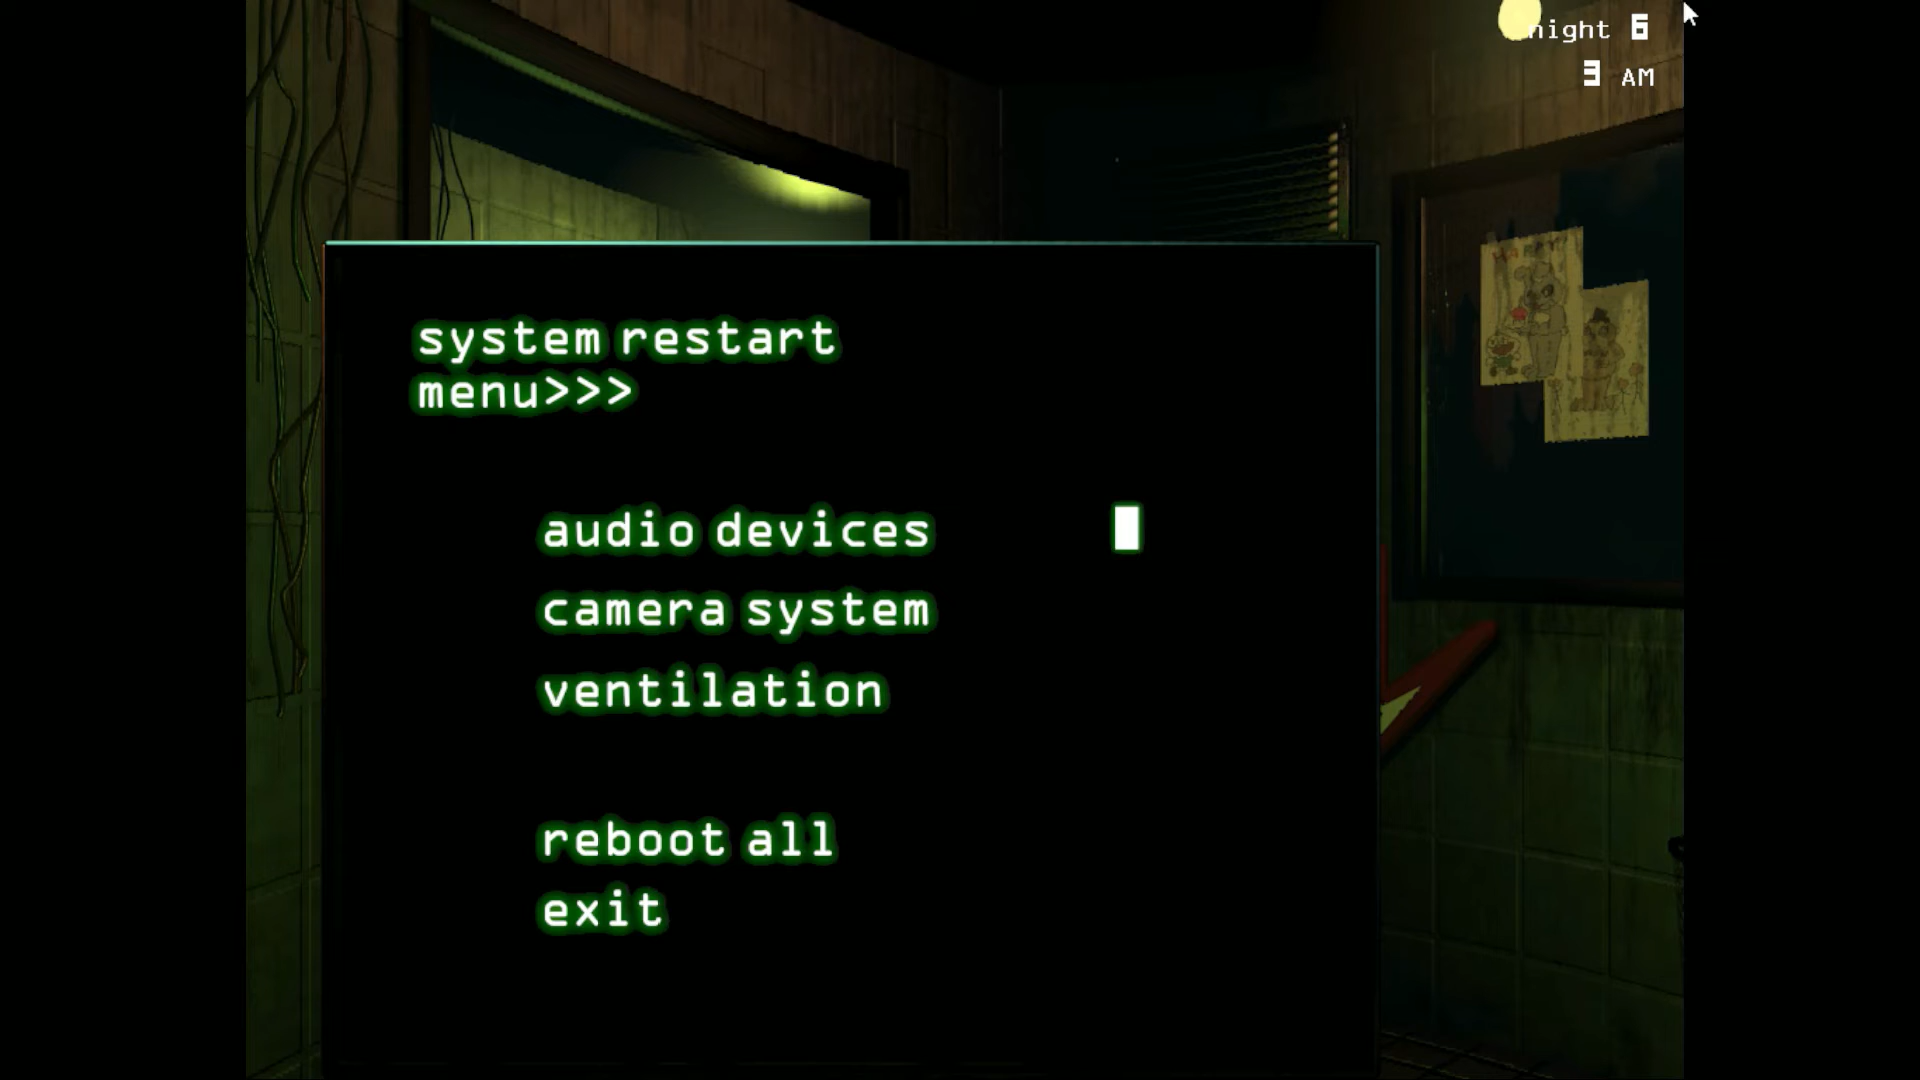 night 6
3 AM
system restart
menu>>>
audio devices
camera system
ventilation
reboot all
exit